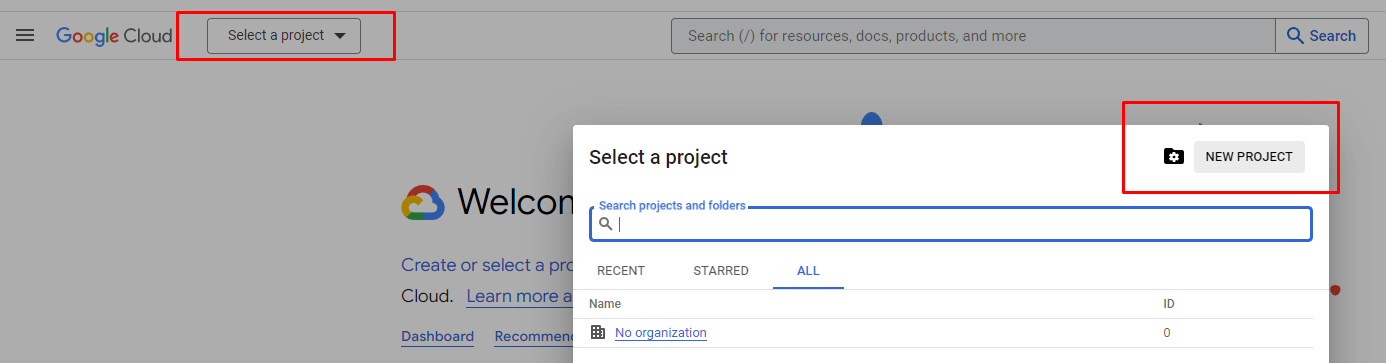 Google Cloud
Select a project
Search (/) for resources, docs, products, and more
Search
Select a project
NEW PROJECT
Welcom
Search projects and folders
Create or select a pro
RECENT
STARRED
ALL
Cloud. Learn more a
Name
ID
Dashboard
Recommend
No organization
0